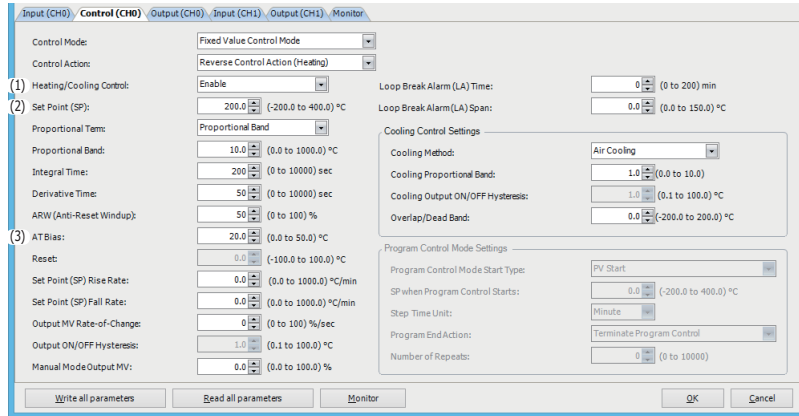 Input (CH0) Control (CH0) Output (CH0) Input (CH1) Output (CH1) Monitor
Control Mode: Fixed Value Control Mode
Control Action: Reverse Control Action (Heating)
(1) Heating/Cooling Control: Enable
(2) Set Point (SP): 200.0 (-200.0 to 400.0) °C
Proportional Term: Proportional Band
Proportional Band: 10.0 (0.0 to 1000.0) °C
Integral Time: 200 (0 to 10000) sec
Derivative Time: 50 (0 to 10000) sec
ARW (Anti-Reset Windup): 50 (0 to 100) %
(3) AT Bias: 20.0 (0.0 to 50.0) °C
Reset: 0.0 (-100.0 to 100.0) °C
Set Point (SP) Rise Rate: 0.0 (0.0 to 1000.0) °C/min
Set Point (SP) Fall Rate: 0.0 (0.0 to 1000.0) °C/min
Output MV Rate-of-Change: 0 (0 to 100) %/sec
Output ON/OFF Hysteresis: 1.0 (0.1 to 100.0) °C
Manual Mode Output MV: 0.0 (0.0 to 100.0) %
Loop Break Alarm (LA) Time: 0 (0 to 200) min
Loop Break Alarm (LA) Span: 0.0 (0.0 to 150.0) °C
Cooling Control Settings
Cooling Method: Air Cooling
Cooling Proportional Band: 1.0 (0.0 to 10.0)
Cooling Output ON/OFF Hysteresis: 1.0 (0.1 to 100.0) °C
Overlap/Dead Band: 0.0 (-200.0 to 200.0) °C
Program Control Mode Settings
Program Control Mode Start Type: PV Start
SP when Program Control Starts: 0.0 (-200.0 to 400.0) °C
Step Time Unit: Minute
Program End Action: Terminate Program Control
Number of Repeats: 0 (0 to 10000)
Write all parameters Read all parameters Monitor OK Cancel